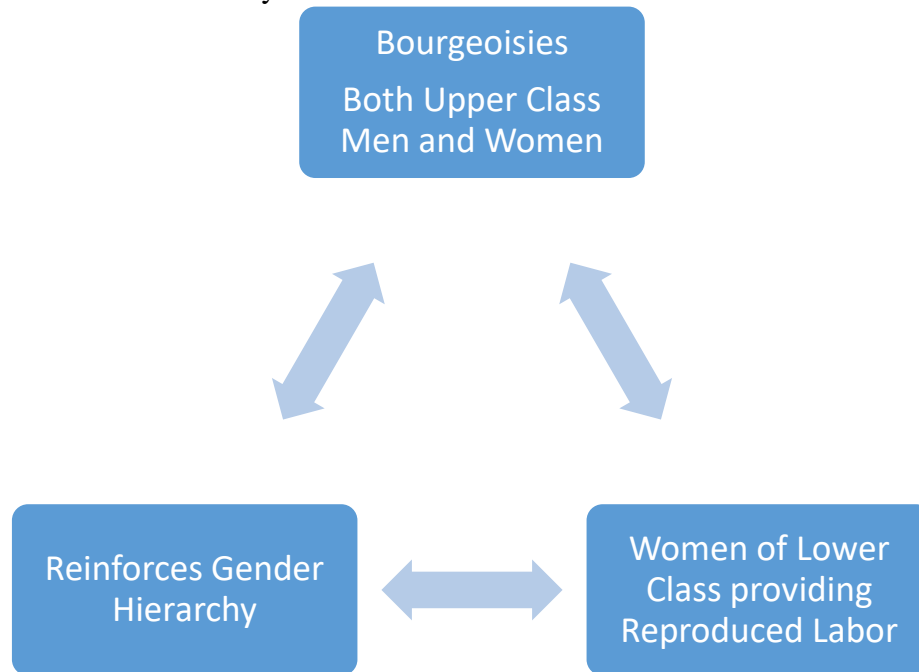 Bourgeoisies
Both Upper Class
Men and Women
Reinforces Gender
Hierarchy
Women of Lower
Class providing
Reproduced Labor